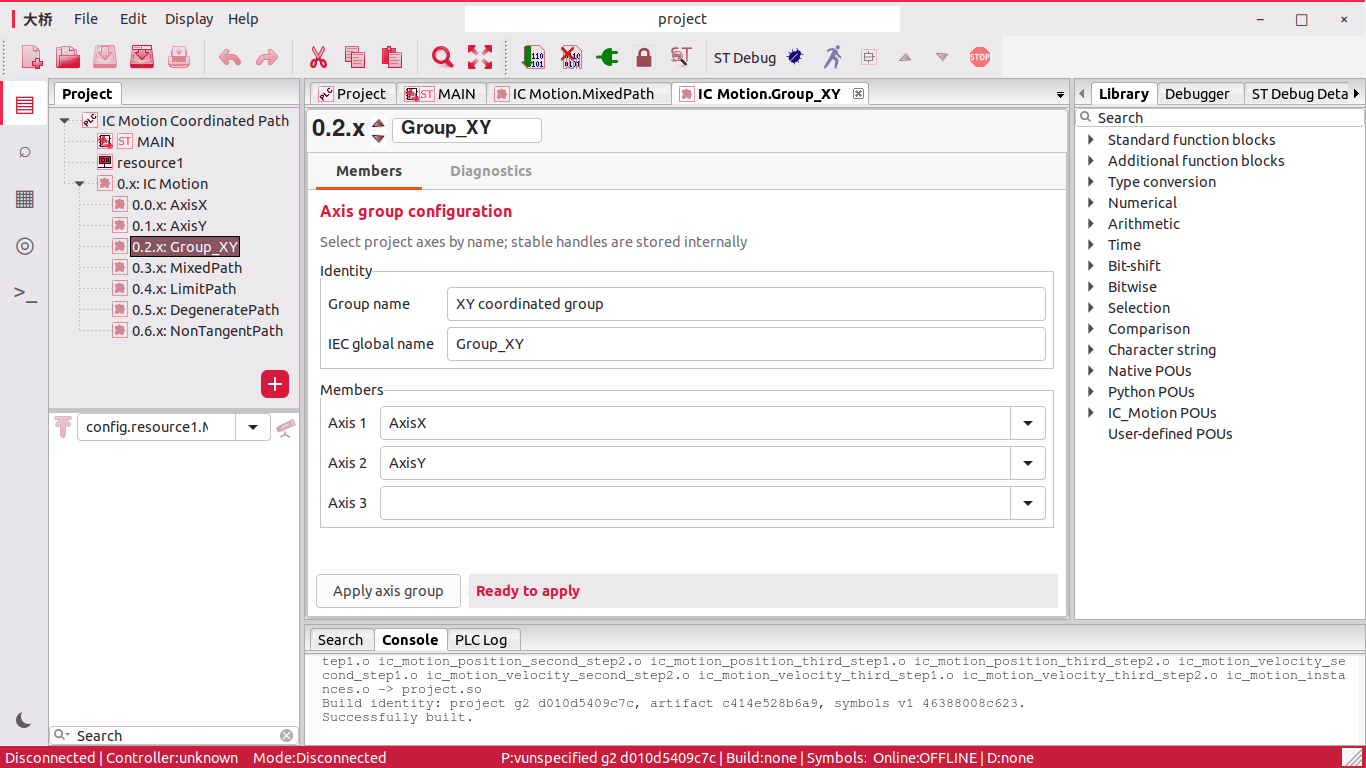 大桥 File Edit Display Help project
ST Debug
STOP
Project
IC Motion Coordinated Path
ST MAIN
resource1
0.x: IC Motion
0.0.x: AxisX
0.1.x: AxisY
0.2.x: Group_XY
0.3.x: MixedPath
0.4.x: LimitPath
0.5.x: DegeneratePath
0.6.x: NonTangentPath
config.resource1.
Search
Project ST MAIN IC Motion.MixedPath IC Motion.Group_XY
0.2.x Group_XY
Members Diagnostics
Axis group configuration
Select project axes by name; stable handles are stored internally
Identity
Group name XY coordinated group
IEC global name Group_XY
Members
Axis 1 AxisX
Axis 2 AxisY
Axis 3
Apply axis group Ready to apply
Search Console PLC Log
tep1.o ic_motion_position_second_step2.o ic_motion_position_third_step1.o ic_motion_position_third_step2.o ic_motion_velocity_se
cond_step1.o ic_motion_velocity_second_step2.o ic_motion_velocity_third_step1.o ic_motion_velocity_third_step2.o ic_motion_insta
nces.o -> project.so
Build identity: project g2 d010d5409c7c, artifact c414e528b6a9, symbols v1 46388008c623.
Successfully built.
Library Debugger ST Debug Deta
Search
Standard function blocks
Additional function blocks
Type conversion
Numerical
Arithmetic
Time
Bit-shift
Bitwise
Selection
Comparison
Character string
Native POUs
Python POUs
IC_Motion POUs
User-defined POUs
Disconnected | Controller:unknown Mode:Disconnected P:vunspecified g2 d010d5409c7c | Build:none | Symbols: Online:OFFLINE | D:none